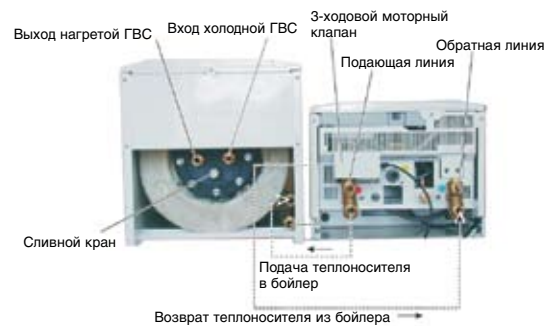 3-ходовой моторный
клапан
Выход нагретой ГВС
Вход холодной ГВС
Обратная линия
Подающая линия
Сливной кран
Подача теплоносителя
в бойлер
Возврат теплоносителя из бойлера